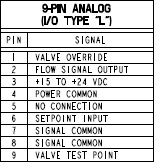 9-PIN ANALOG
(I/O TYPE "L")
PIN SIGNAL
1 VALVE OVERRIDE
2 FLOW SIGNAL OUTPUT
3 +15 TO +24 VDC
4 POWER COMMON
5 NO CONNECTION
6 SETPOINT INPUT
7 SIGNAL COMMON
8 SIGNAL COMMON
9 VALVE TEST POINT